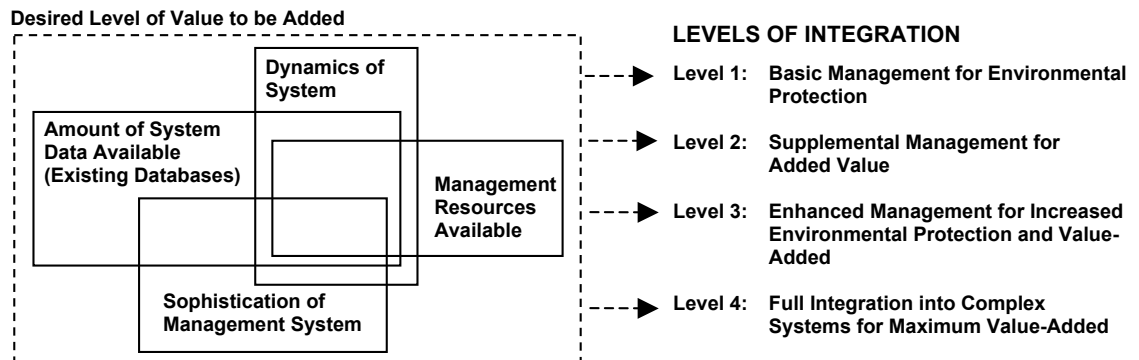 Desired Level of Value to be Added
Dynamics of
System
Amount of System
Data Available
(Existing Databases)
Management
Resources
Available
Sophistication of
Management System
LEVELS OF INTEGRATION
Level 1: Basic Management for Environmental
Protection
Level 2: Supplemental Management for
Added Value
Level 3: Enhanced Management for Increased
Environmental Protection and Value-
Added
Level 4: Full Integration into Complex
Systems for Maximum Value-Added